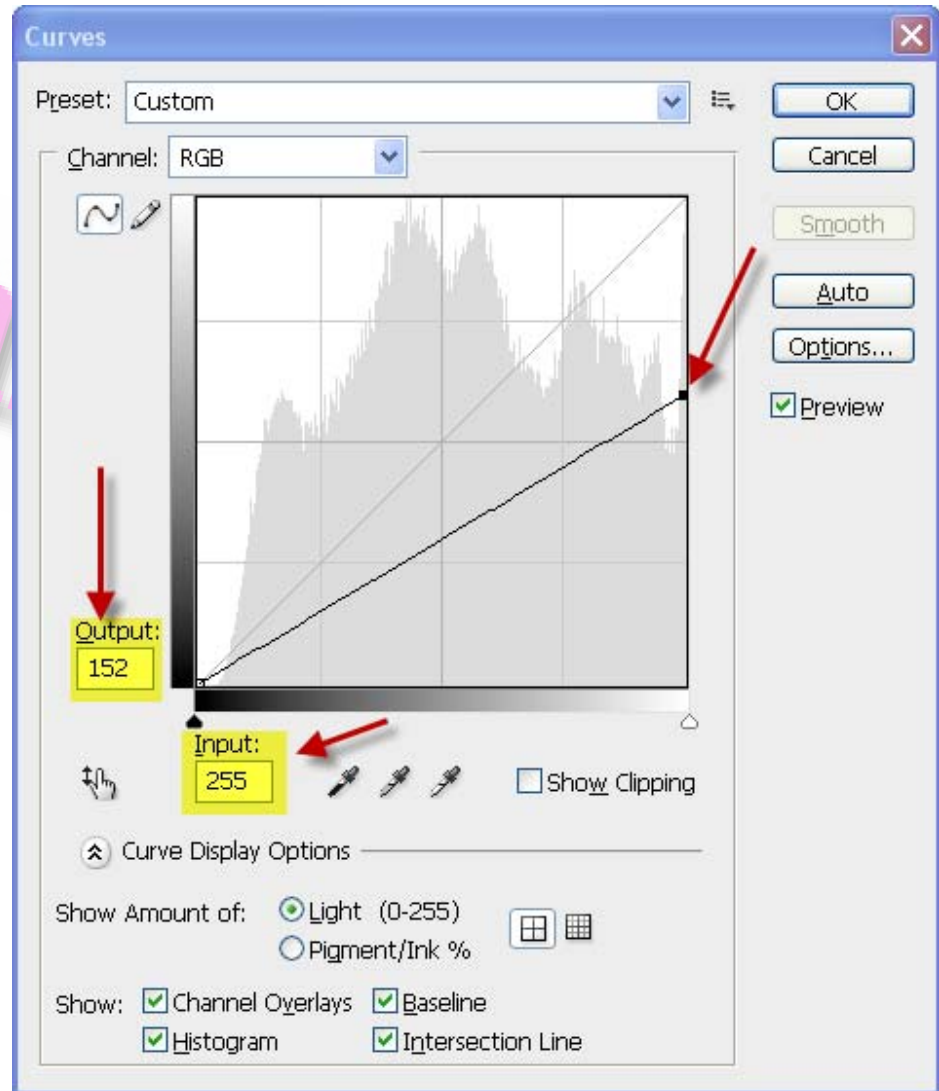 Curves
Preset: Custom
OK
Channel: RGB
Cancel
Smooth
Auto
Options...
Preview
Output:
152
Input:
255
Show Clipping
Curve Display Options
Show Amount of: Light (0-255)
Pigment/Ink %
Show: Channel Overlays Baseline
Histogram Intersection Line